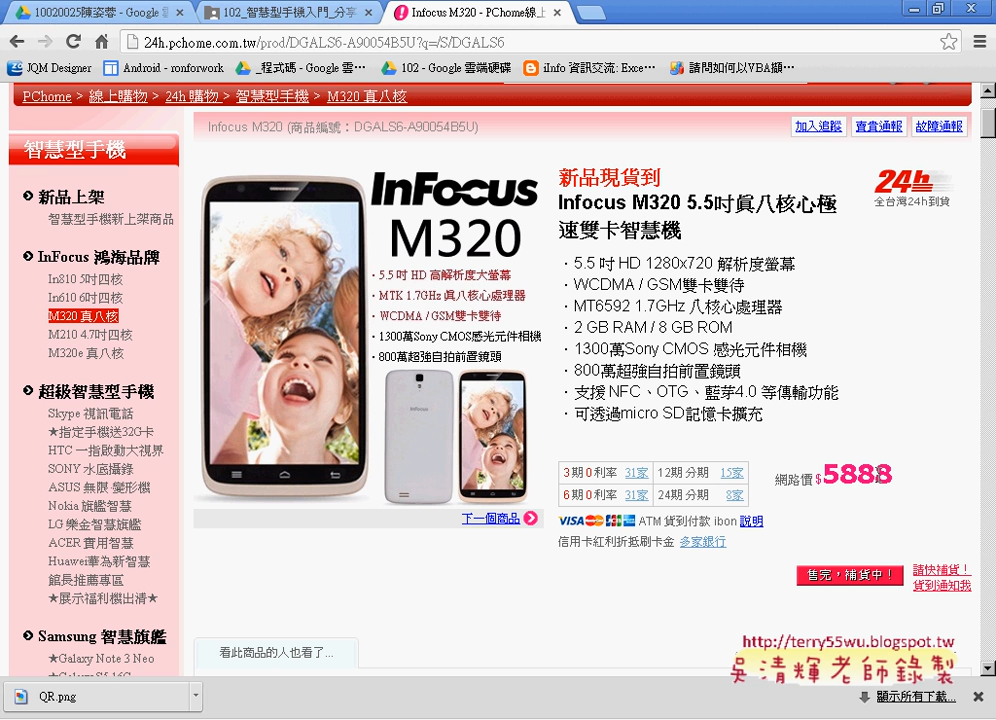 10020025陳姿蓉 - Google
102_智慧型手機入門_分享
Infocus M320 - PChome線上
24h.pchome.com.tw/prod/DGALS6-A90054B5U?q=/S/DGALS6
JQM Designer
Android - ronforwork
_程式碼 - Google 雲…
102 - Google 雲端硬碟
iInfo 資訊交流: Exce…
請問如何以VBA擷…
PChome > 線上購物 > 24h 購物 > 智慧型手機 > M320 真八核
Infocus M320 (商品編號：DGALS6-A90054B5U)
加入追蹤
賣貴通報
故障通報
智慧型手機
新品上架
智慧型手機新上架商品
InFocus 鴻海品牌
In810 5吋四核
In610 6吋四核
M320 真八核
M210 4.7吋四核
M320e 真八核
超級智慧型手機
Skype 視訊電話
★指定手機送32G卡
HTC 一指啟動大視界
SONY 水底攝錄
ASUS 無限·變形機
Nokia 旗艦智慧
LG 樂金智慧旗艦
ACER 實用智慧
Huawei華為新智慧
館長推薦專區
★展示福利機出清★
Samsung 智慧旗艦
★Galaxy Note 3 Neo
InFocus
M320
· 5.5 吋 HD 高解析度大螢幕
· MTK 1.7GHz 真八核心處理器
· WCDMA / GSM雙卡雙待
· 1300萬Sony CMOS感光元件相機
· 800萬超強自拍前置鏡頭
下一個商品
新品現貨到
Infocus M320 5.5吋真八核心極
速雙卡智慧機
24h
全台灣24h到貨
· 5.5 吋 HD 1280x720 解析度螢幕
· WCDMA / GSM雙卡雙待
· MT6592 1.7GHz 八核心處理器
· 2 GB RAM / 8 GB ROM
· 1300萬Sony CMOS 感光元件相機
· 800萬超強自拍前置鏡頭
· 支援 NFC、OTG、藍芽4.0 等傳輸功能
· 可透過micro SD記憶卡擴充
3期0利率 31家 12期分期 15家
6期0利率 31家 24期分期 8家
網路價$5888
VISA ATM 貨到付款 ibon 說明
信用卡紅利折抵刷卡金 多家銀行
售完，補貨中！
請快補貨！
貨到通知我
看此商品的人也看了...
http://terry55wu.blogspot.tw
吳清輝老師錄製
QR.png
顯示所有下載...